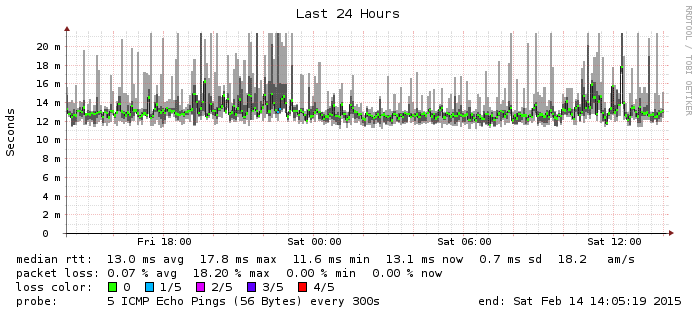 Last 24 Hours
RRDTOOL / TOBI OETIKER
Seconds
20 m
18 m
16 m
14 m
12 m
10 m
8 m
6 m
4 m
2 m
0
Fri 18:00 Sat 00:00 Sat 06:00 Sat 12:00
median rtt: 13.0 ms avg 17.8 ms max 11.6 ms min 13.1 ms now 0.7 ms sd 18.2 am/s
packet loss: 0.07 % avg 18.20 % max 0.00 % min 0.00 % now
loss color: 0 1/5 2/5 3/5 4/5
probe: 5 ICMP Echo Pings (56 Bytes) every 300s end: Sat Feb 14 14:05:19 2015